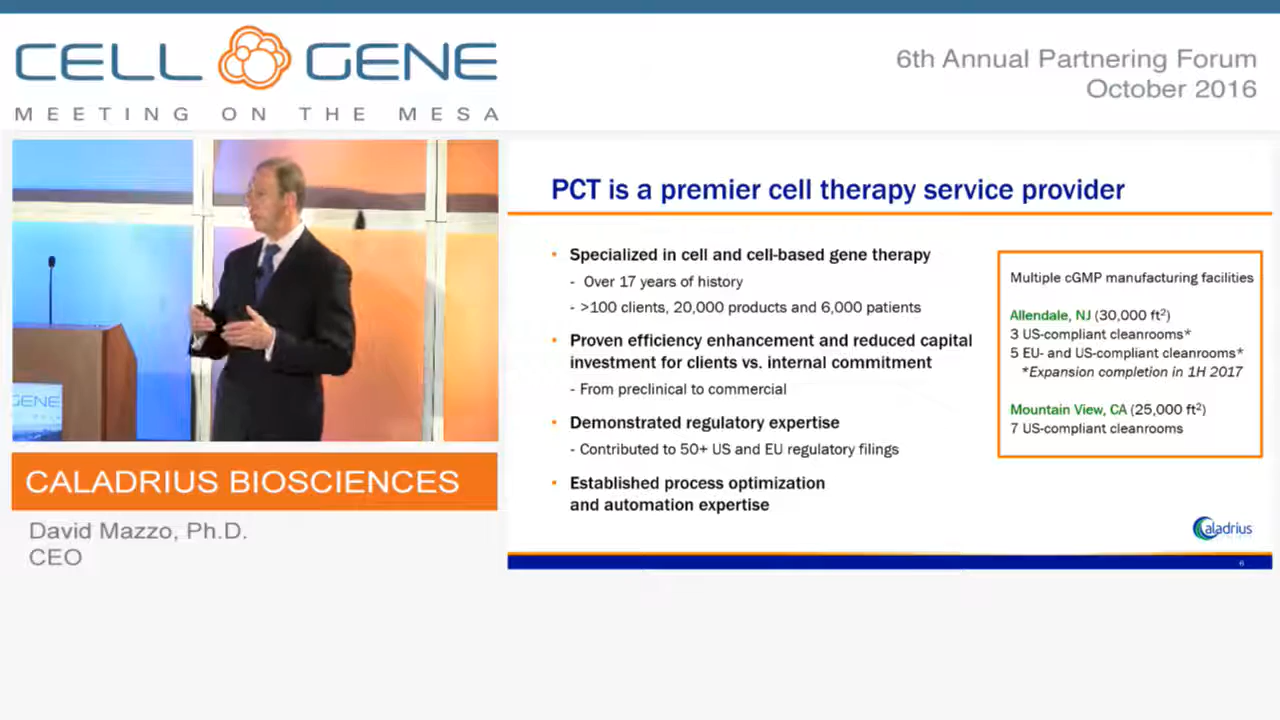 CELL GENE
MEETING ON THE MESA
6th Annual Partnering Forum
October 2016
GENE
CALADRIUS BIOSCIENCES
David Mazzo, Ph.D.
CEO
PCT is a premier cell therapy service provider
• Specialized in cell and cell-based gene therapy
- Over 17 years of history
- >100 clients, 20,000 products and 6,000 patients
• Proven efficiency enhancement and reduced capital
investment for clients vs. internal commitment
- From preclinical to commercial
• Demonstrated regulatory expertise
- Contributed to 50+ US and EU regulatory filings
• Established process optimization
and automation expertise
Multiple cGMP manufacturing facilities
Allendale, NJ (30,000 ft²)
3 US-compliant cleanrooms*
5 EU- and US-compliant cleanrooms*
*Expansion completion in 1H 2017
Mountain View, CA (25,000 ft²)
7 US-compliant cleanrooms
Caladrius
6